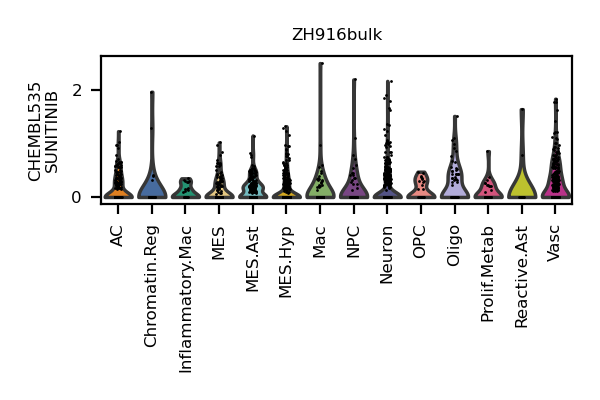 ZH916bulk
CHEMBL535
SUNITINIB
2
0
AC
Chromatin.Reg
Inflammatory.Mac
MES
MES.Ast
MES.Hyp
Mac
NPC
Neuron
OPC
Oligo
Prolif.Metab
Reactive.Ast
Vasc